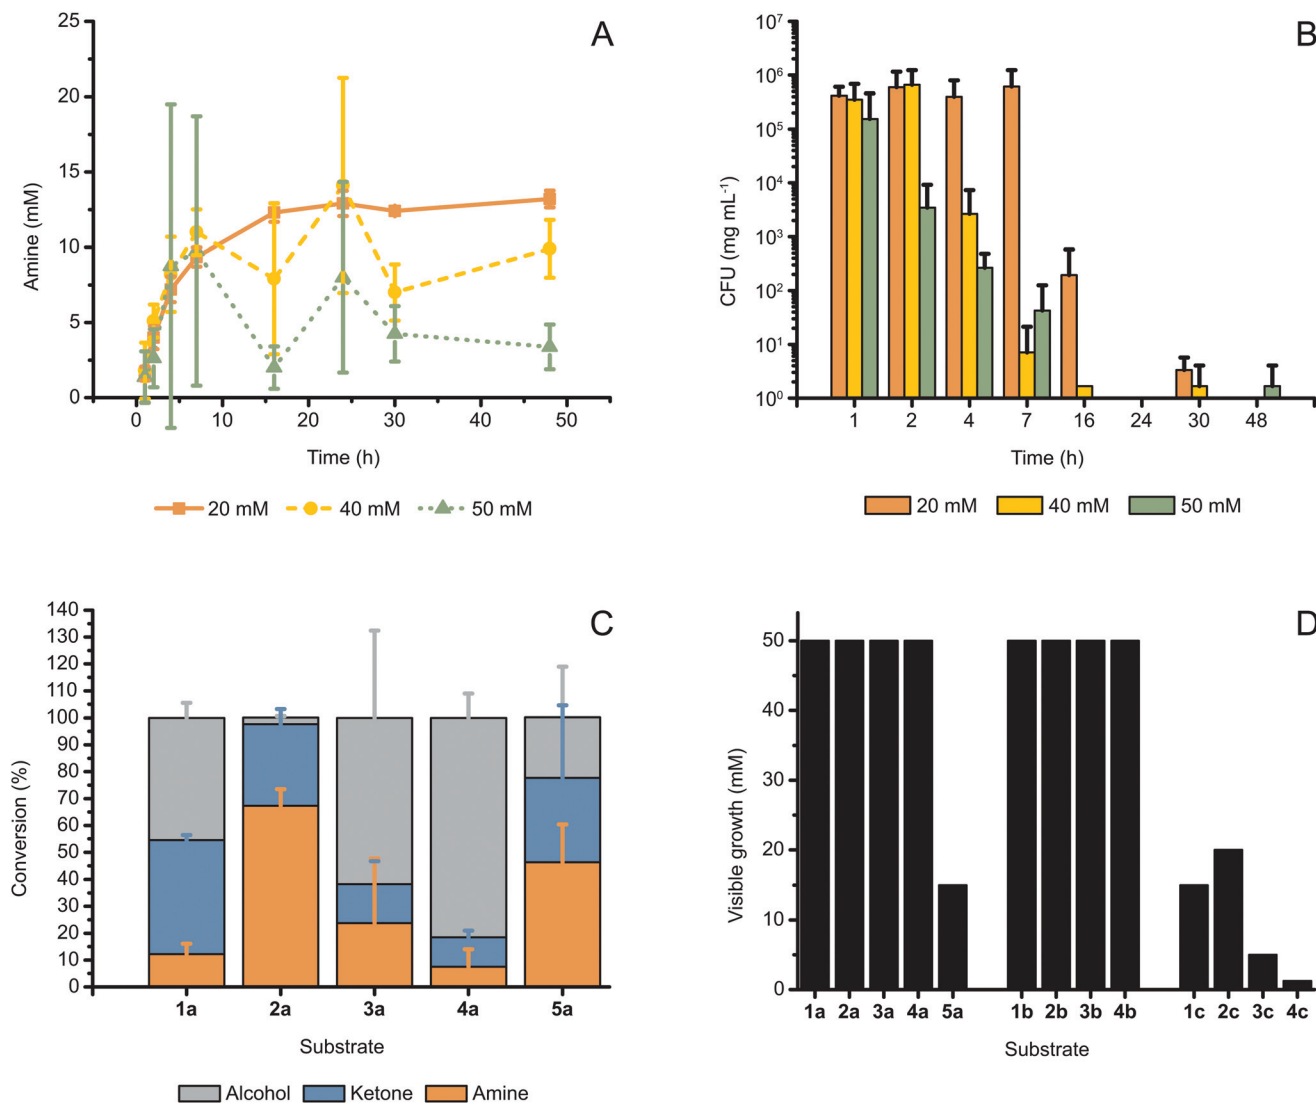 A
25
20
15
10
5
0
Amine (mM)
0 10 20 30 40 50
Time (h)
20 mM 40 mM 50 mM
B
10⁷
10⁶
10⁵
10⁴
10³
10²
10¹
10⁰
CFU (mg mL⁻¹)
1 2 4 7 16 24 30 48
Time (h)
20 mM 40 mM 50 mM
C
140
130
120
110
100
90
80
70
60
50
40
30
20
10
0
Conversion (%)
1a 2a 3a 4a 5a
Substrate
Alcohol Ketone Amine
D
50
40
30
20
10
0
Visible growth (mM)
1a 2a 3a 4a 5a 1b 2b 3b 4b 1c 2c 3c 4c
Substrate